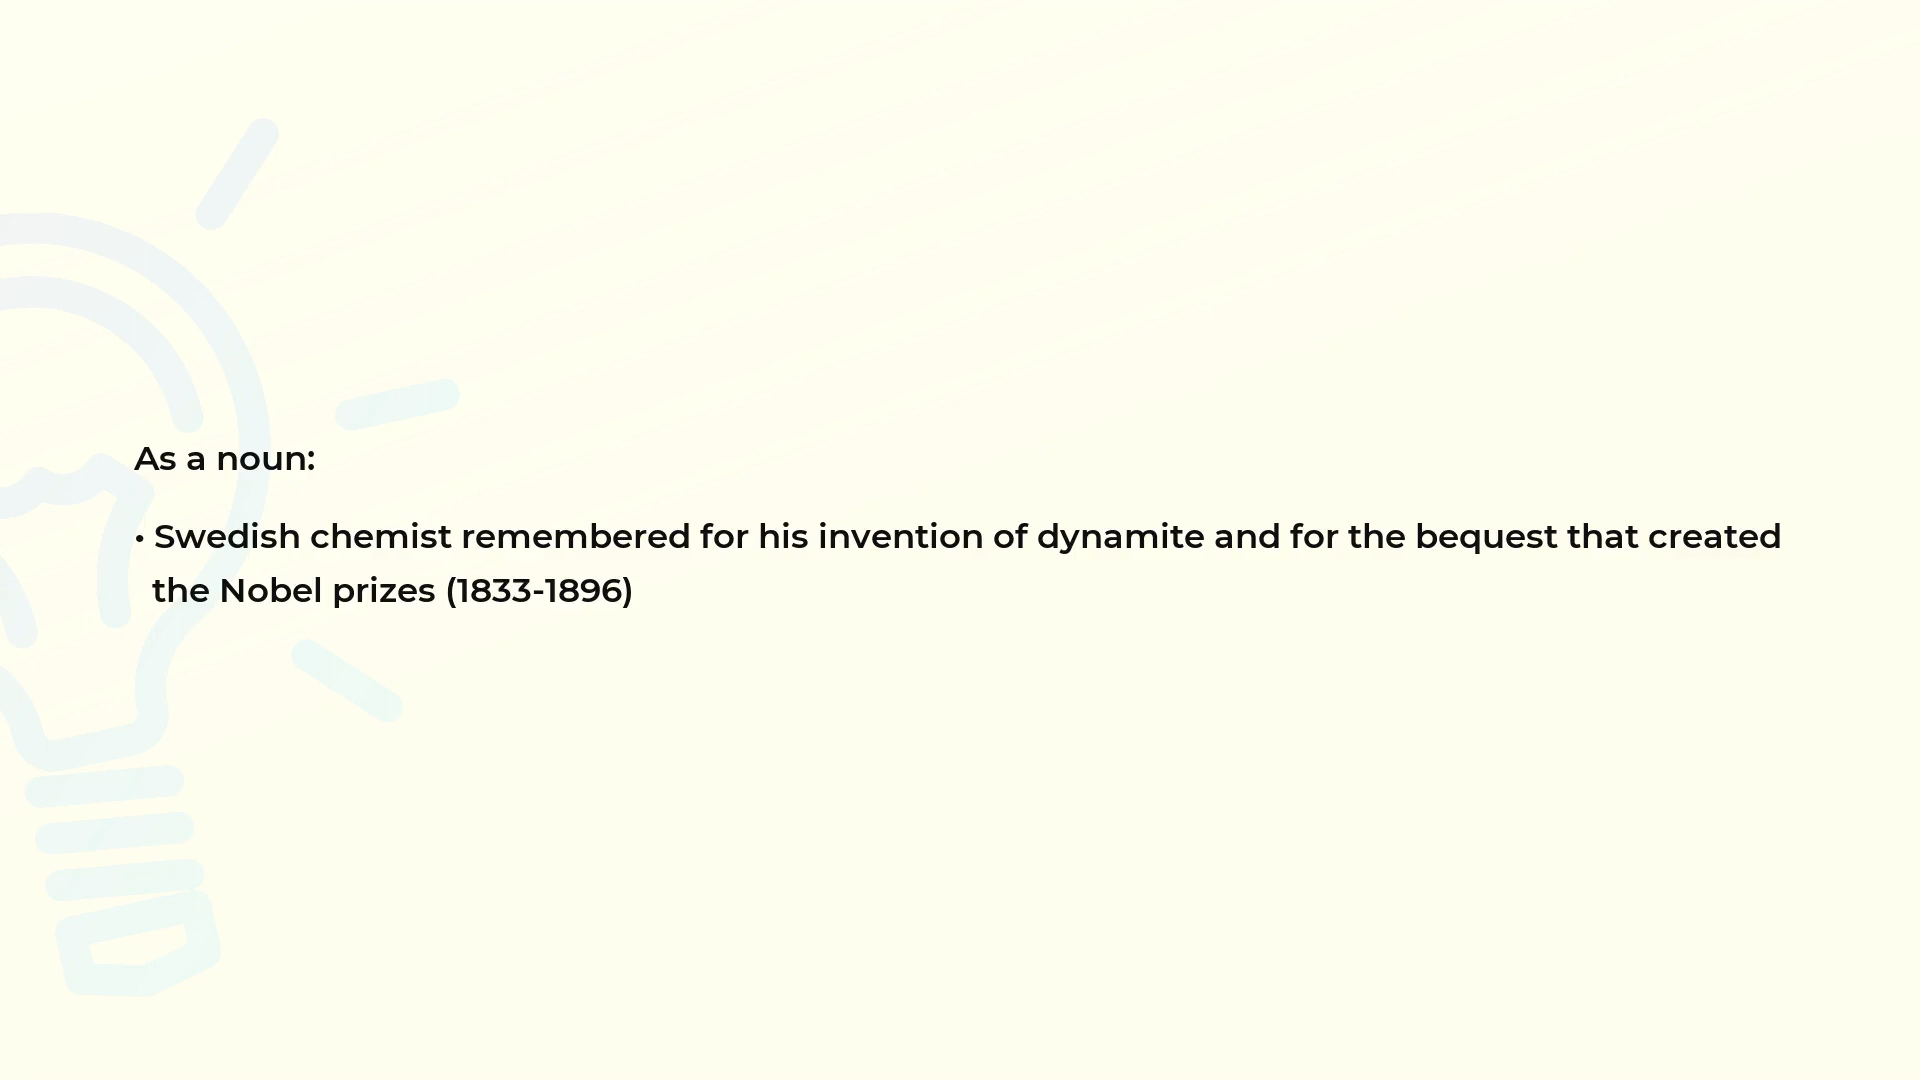 As a noun:
• Swedish chemist remembered for his invention of dynamite and for the bequest that created
the Nobel prizes (1833-1896)